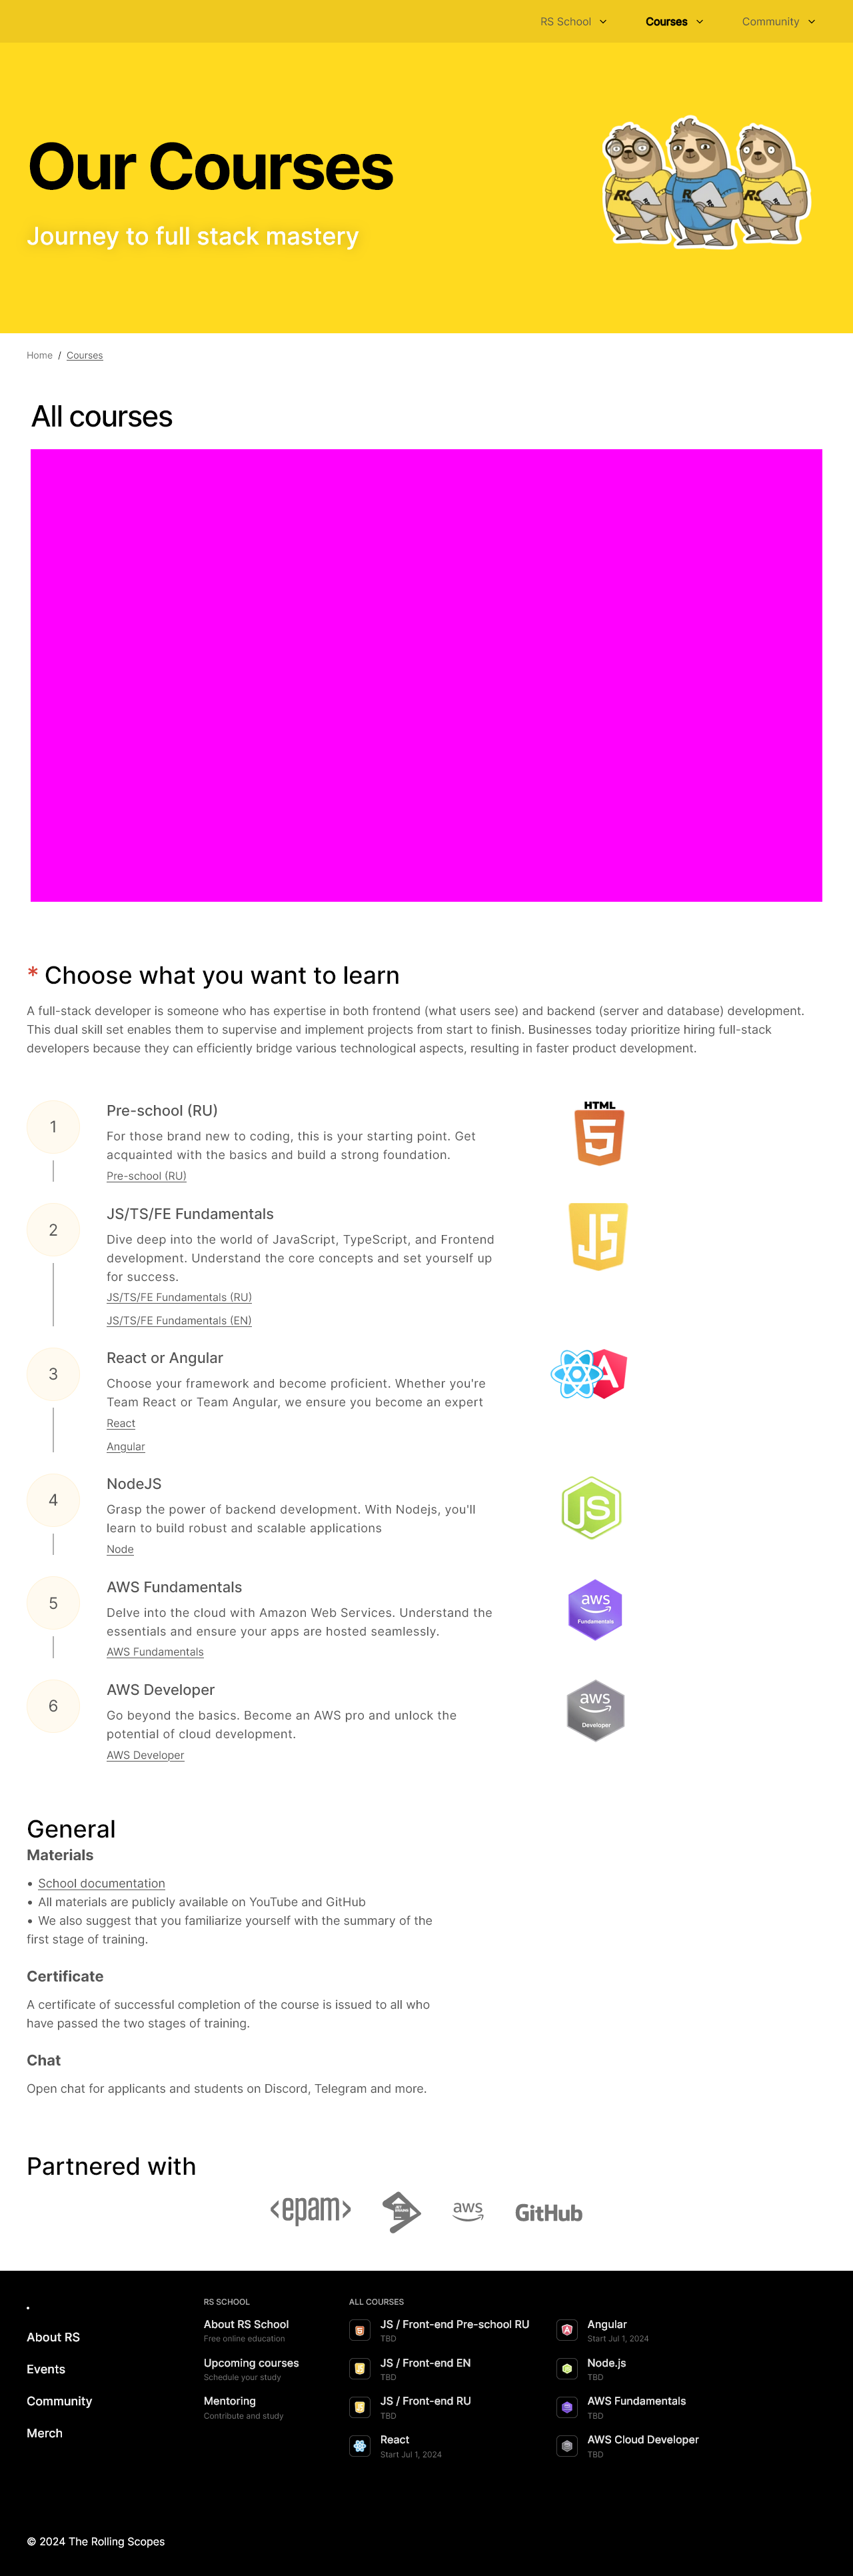 RS School
Courses
Community
Our Courses
Journey to full stack mastery
RS
RS
Home / Courses
All courses
* Choose what you want to learn
A full-stack developer is someone who has expertise in both frontend (what users see) and backend (server and database) development.
This dual skill set enables them to supervise and implement projects from start to finish. Businesses today prioritize hiring full-stack
developers because they can efficiently bridge various technological aspects, resulting in faster product development.
1
Pre-school (RU)
For those brand new to coding, this is your starting point. Get
acquainted with the basics and build a strong foundation.
Pre-school (RU)
HTML
5
2
JS/TS/FE Fundamentals
Dive deep into the world of JavaScript, TypeScript, and Frontend
development. Understand the core concepts and set yourself up
for success.
JS/TS/FE Fundamentals (RU)
JS/TS/FE Fundamentals (EN)
JS
3
React or Angular
Choose your framework and become proficient. Whether you're
Team React or Team Angular, we ensure you become an expert
React
Angular
A
4
NodeJS
Grasp the power of backend development. With Nodejs, you'll
learn to build robust and scalable applications
Node
JS
5
AWS Fundamentals
Delve into the cloud with Amazon Web Services. Understand the
essentials and ensure your apps are hosted seamlessly.
AWS Fundamentals
aws
Fundamentals
6
AWS Developer
Go beyond the basics. Become an AWS pro and unlock the
potential of cloud development.
AWS Developer
aws
Developer
General
Materials
• School documentation
• All materials are publicly available on YouTube and GitHub
• We also suggest that you familiarize yourself with the summary of the
first stage of training.
Certificate
A certificate of successful completion of the course is issued to all who
have passed the two stages of training.
Chat
Open chat for applicants and students on Discord, Telegram and more.
Partnered with
<epam>
JET
BRAINS
aws
GitHub
•
About RS
Events
Community
Merch
RS SCHOOL
About RS School
Free online education
Upcoming courses
Schedule your study
Mentoring
Contribute and study
ALL COURSES
JS / Front-end Pre-school RU
TBD
JS / Front-end EN
TBD
JS / Front-end RU
TBD
React
Start Jul 1, 2024
Angular
Start Jul 1, 2024
Node.js
TBD
AWS Fundamentals
TBD
AWS Cloud Developer
TBD
© 2024 The Rolling Scopes